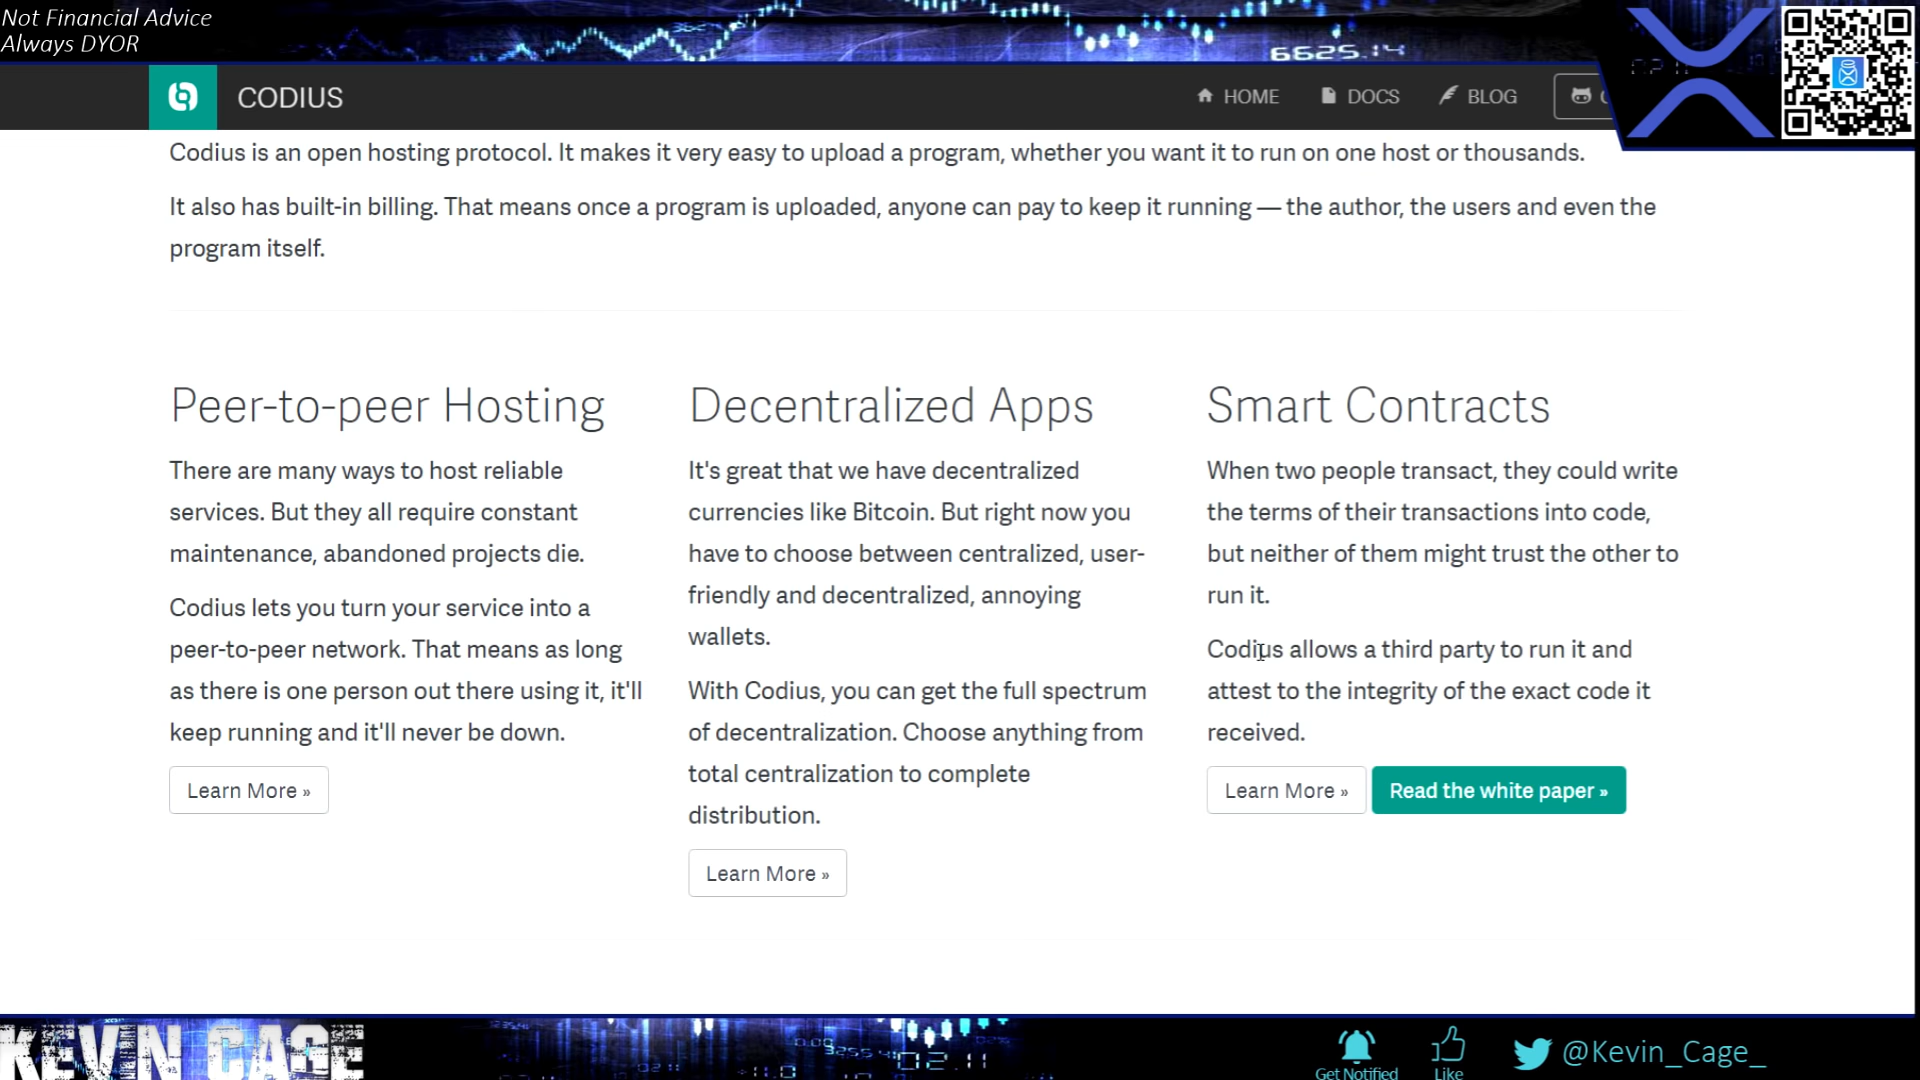 Not Financial Advice
Always DYOR
6625.14
CODIUS
HOME
DOCS
BLOG
Codius is an open hosting protocol. It makes it very easy to upload a program, whether you want it to run on one host or thousands.
It also has built-in billing. That means once a program is uploaded, anyone can pay to keep it running — the author, the users and even the
program itself.
Peer-to-peer Hosting
There are many ways to host reliable
services. But they all require constant
maintenance, abandoned projects die.
Codius lets you turn your service into a
peer-to-peer network. That means as long
as there is one person out there using it, it'll
keep running and it'll never be down.
Learn More »
Decentralized Apps
It's great that we have decentralized
currencies like Bitcoin. But right now you
have to choose between centralized, user-
friendly and decentralized, annoying
wallets.
With Codius, you can get the full spectrum
of decentralization. Choose anything from
total centralization to complete
distribution.
Learn More »
Smart Contracts
When two people transact, they could write
the terms of their transactions into code,
but neither of them might trust the other to
run it.
Codius allows a third party to run it and
attest to the integrity of the exact code it
received.
Learn More »
Read the white paper »
KEVIN CAGE
02.11
Get Notified
Like
@Kevin_Cage_